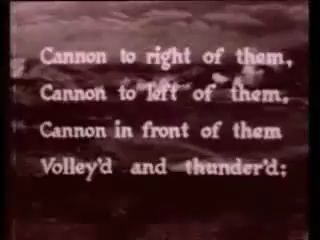 Cannon to right of them,
Cannon to left of them,
Cannon in front of them
Volley'd and thunder'd;